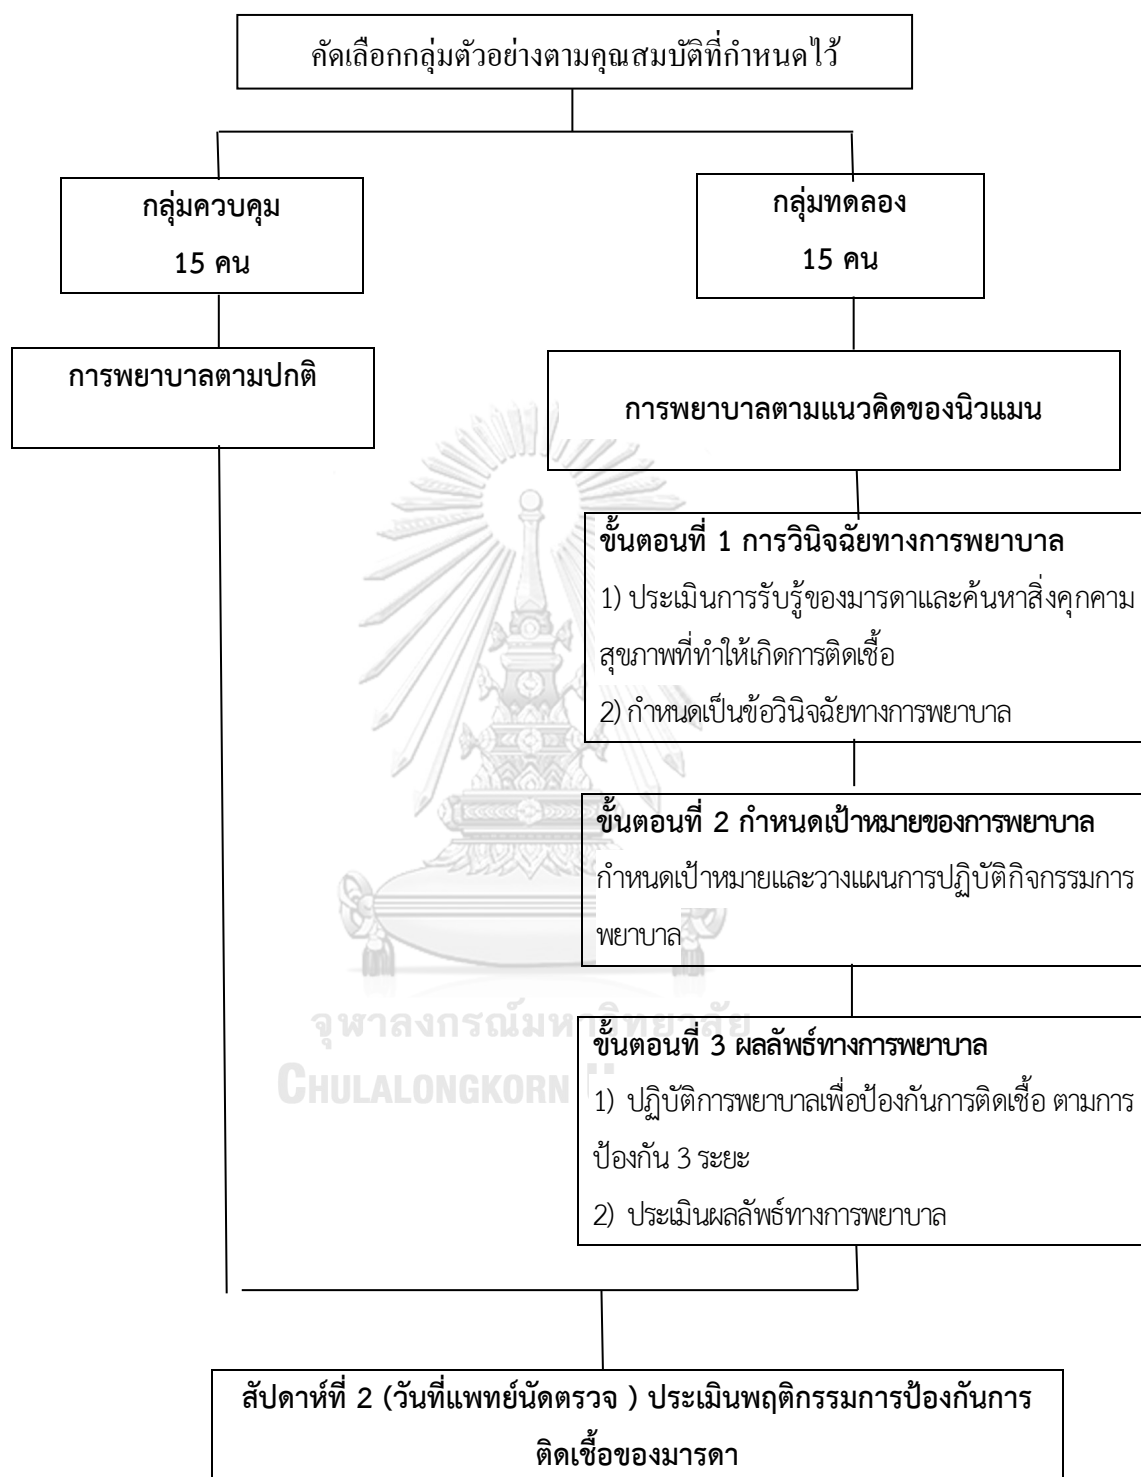 คัดเลือกกลุ่มตัวอย่างตามคุณสมบัติที่กำหนดไว้
กลุ่มควบคุม
15 คน
กลุ่มทดลอง
15 คน
การพยาบาลตามปกติ
การพยาบาลตามแนวคิดของนิวแมน
ขั้นตอนที่ 1 การวินิจฉัยทางการพยาบาล
1) ประเมินการรับรู้ของมารดาและค้นหาสิ่งคุกคาม
สุขภาพที่ทำให้เกิดการติดเชื้อ
2) กำหนดเป็นข้อวินิจฉัยทางการพยาบาล
ขั้นตอนที่ 2 กำหนดเป้าหมายของการพยาบาล
กำหนดเป้าหมายและวางแผนการปฏิบัติกิจกรรมการ
พยาบาล
จุฬาลงกรณ์มหาวิทยาลัย
CHULALONGKORN
ขั้นตอนที่ 3 ผลลัพธ์ทางการพยาบาล
1) ปฏิบัติการพยาบาลเพื่อป้องกันการติดเชื้อ ตามการ
ป้องกัน 3 ระยะ
2) ประเมินผลลัพธ์ทางการพยาบาล
สัปดาห์ที่ 2 (วันที่แพทย์นัดตรวจ ) ประเมินพฤติกรรมการป้องกันการ
ติดเชื้อของมารดา